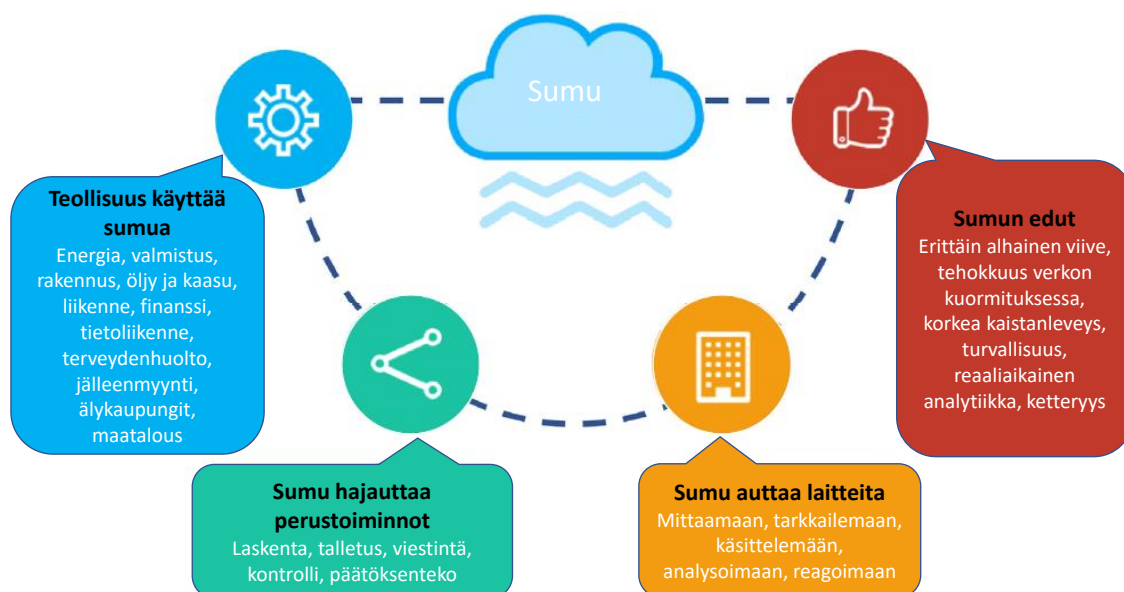 Sumu
Teollisuus käyttää
sumua
Energia, valmistus,
rakennus, öljy ja kaasu,
liikenne, finanssi,
tietoliikenne,
terveydenhuolto,
jälleenmyynti,
älykaupungit,
maatalous
Sumu hajauttaa
perustoiminnot
Laskenta, talletus, viestintä,
kontrolli, päätöksenteko
Sumu auttaa laitteita
Mittaamaan, tarkkailemaan,
käsittelemään,
analysoimaan, reagoimaan
Sumun edut
Erittäin alhainen viive,
tehokkuus verkon
kuormituksessa,
korkea kaistanleveys,
turvallisuus,
reaaliaikainen
analytiikka, ketteryys